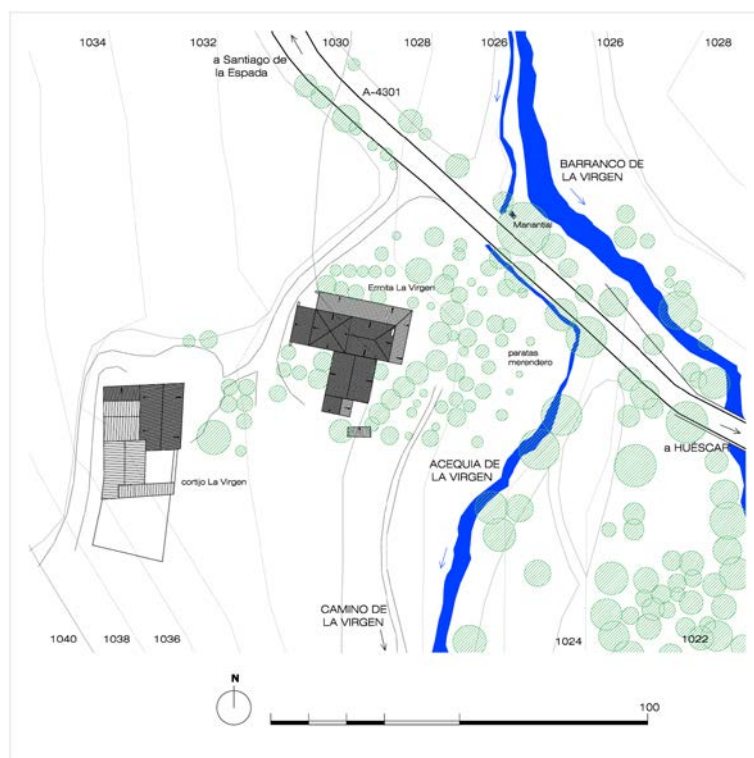 1034
1032
1030
1028
1026
1026
1028
a Santiago de
la Espada
A-4301
BARRANCO DE
LA VIRGEN
Manantial
Ermita La Virgen
paratas
merendero
cortijo La Virgen
ACEQUIA DE
LA VIRGEN
a HUÉSCAR
CAMINO DE
LA VIRGEN
1040
1038
1036
1024
1022
N
100